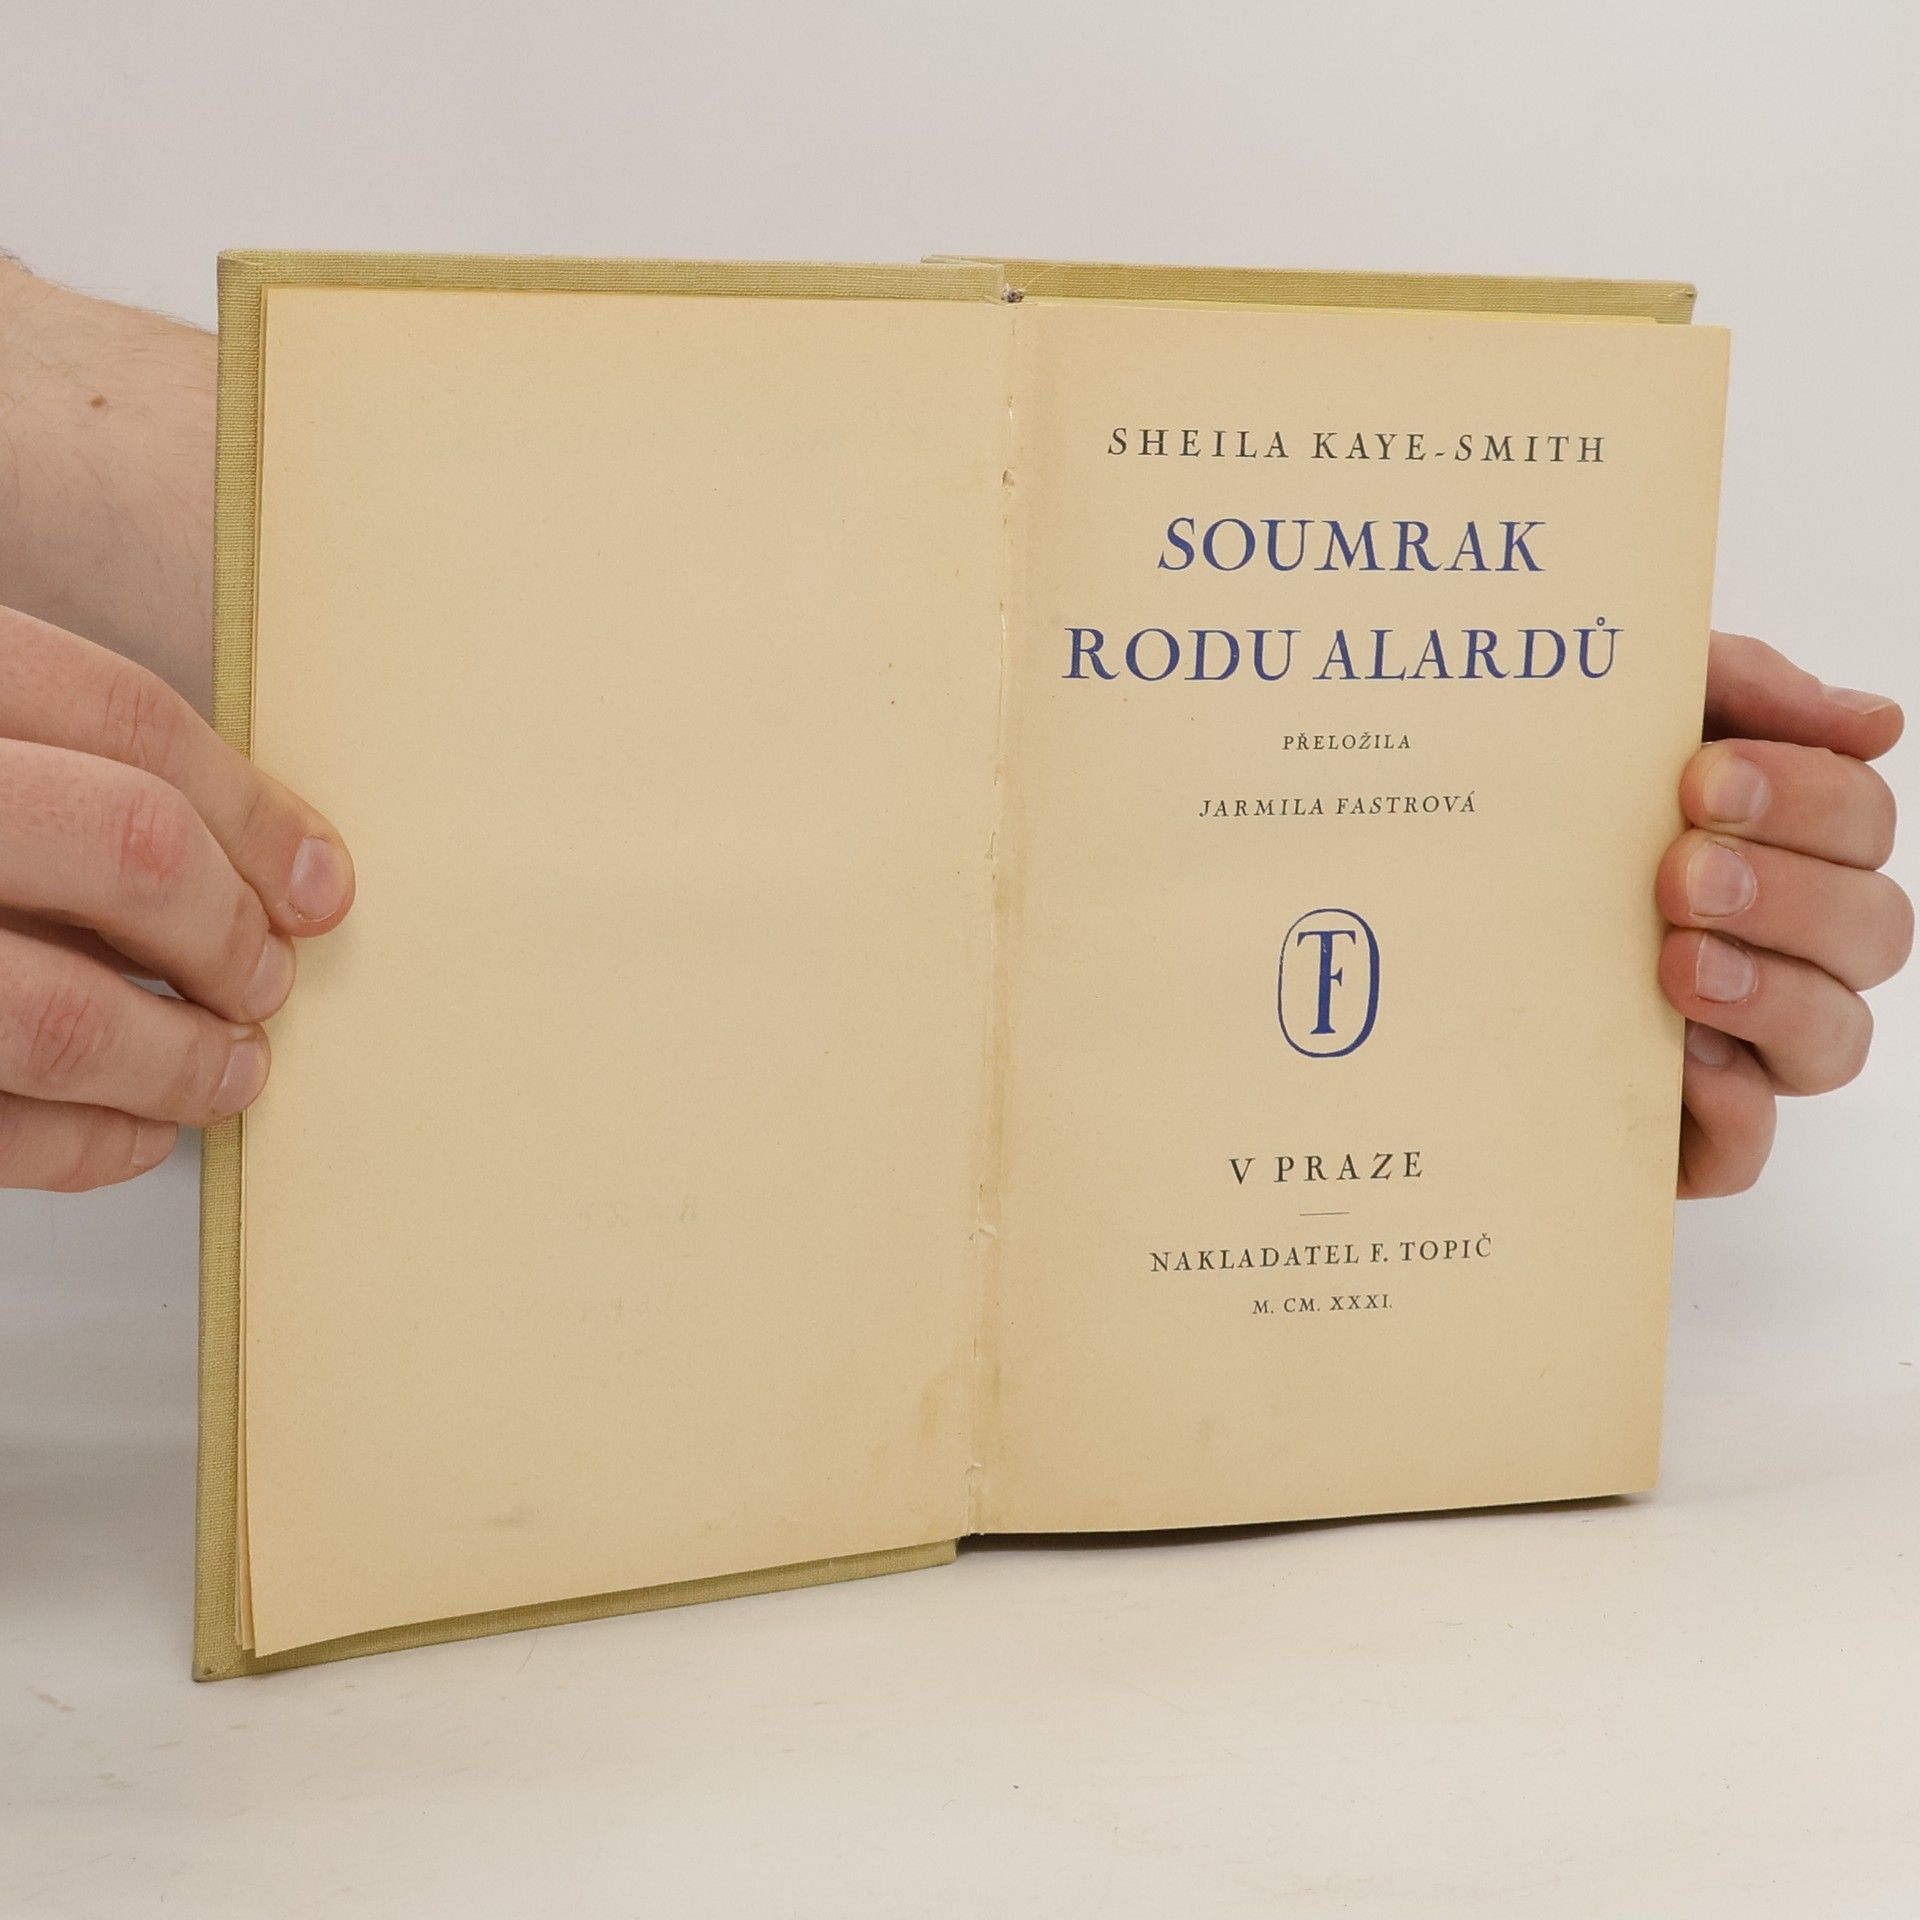 SHEILA KAYE-SMITH
SOUMRAK
RODU ALARDŮ
PŘELOŽILA
JARMILA FASTROVÁ
TF
V PRAZE
NAKLADATEL F. TOPIČ
M. CM. XXXI.